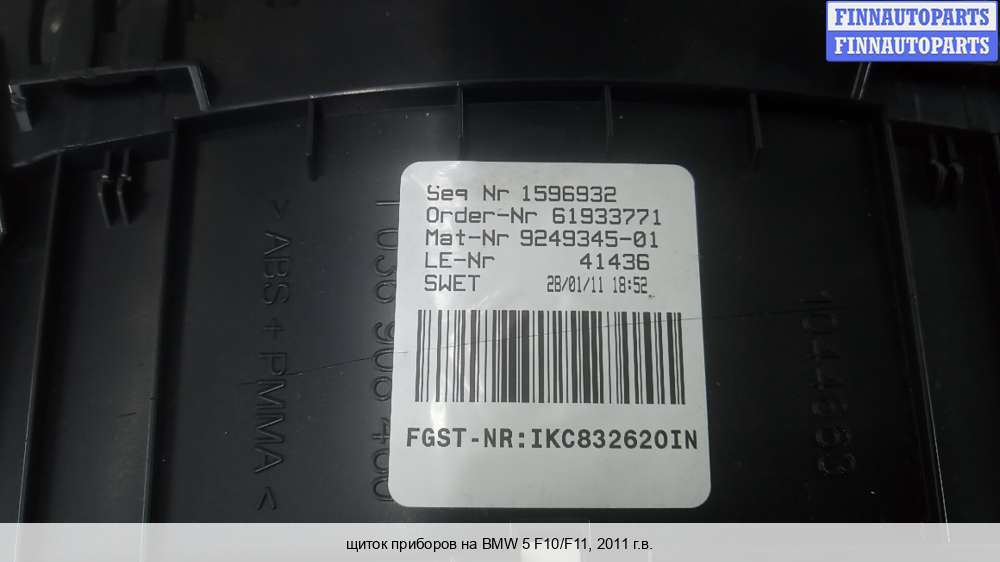 FINNAUTOPARTS
FINNAUTOPARTS
Seq Nr 1596932
Order-Nr 61933771
Mat-Nr 9249345-01
LE-Nr 41436
SWET 28/01/11 18:52
FGST-NR:IKC832620IN
>ABS+PMMA<
щиток приборов на BMW 5 F10/F11, 2011 г.в.